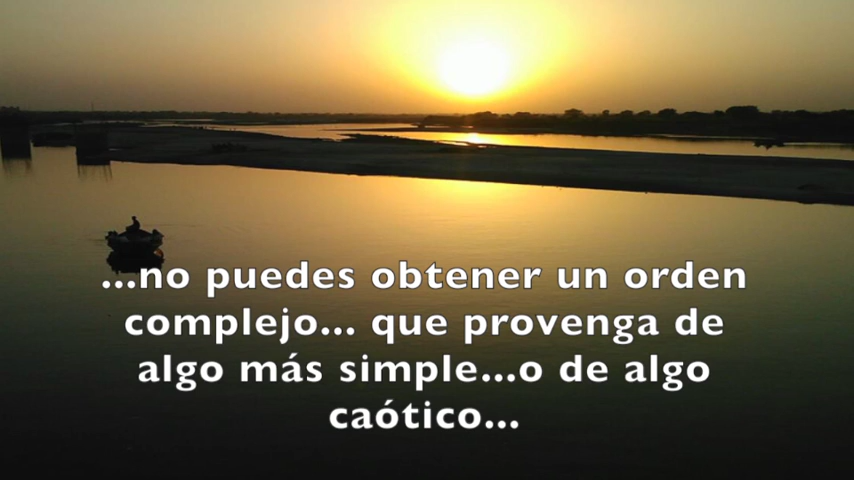 ...no puedes obtener un orden
complejo... que provenga de
algo más simple...o de algo
caótico...